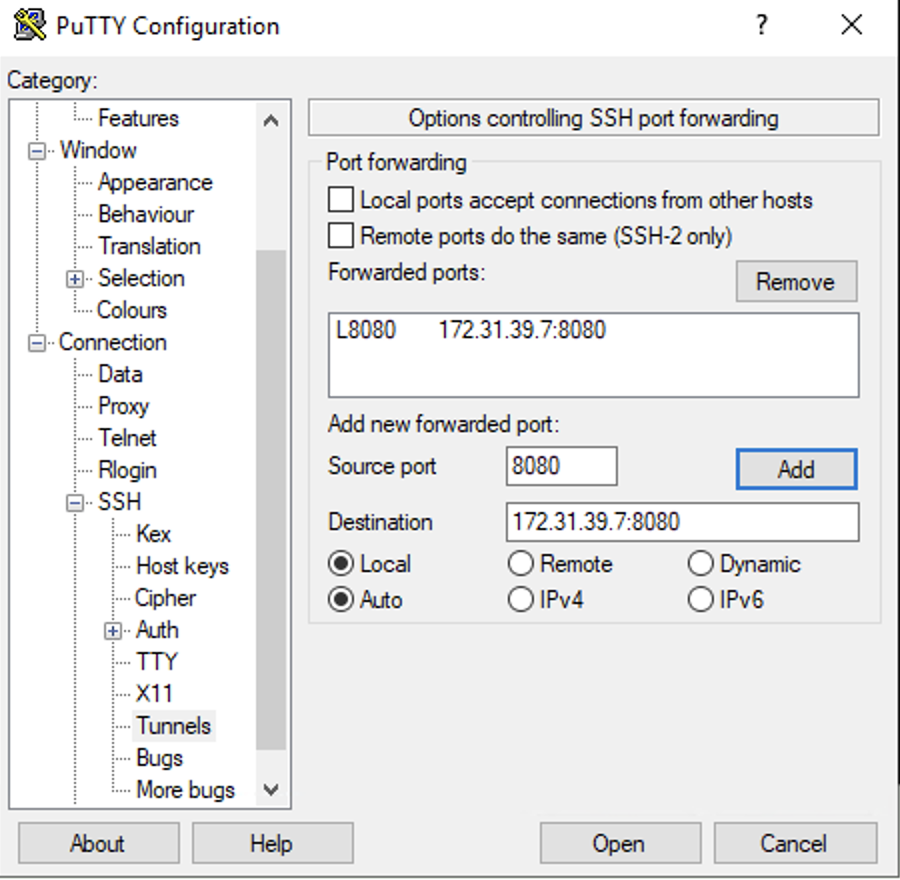 PuTTY Configuration ?
Category:
Features
Window
Appearance
Behaviour
Translation
Selection
Colours
Connection
Data
Proxy
Telnet
Rlogin
SSH
Kex
Host keys
Cipher
Auth
TTY
X11
Tunnels
Bugs
More bugs
Options controlling SSH port forwarding
Port forwarding
Local ports accept connections from other hosts
Remote ports do the same (SSH-2 only)
Forwarded ports: Remove
L8080 172.31.39.7:8080
Add new forwarded port:
Source port 8080 Add
Destination 172.31.39.7:8080
Local Remote Dynamic
Auto IPv4 IPv6
About Help Open Cancel